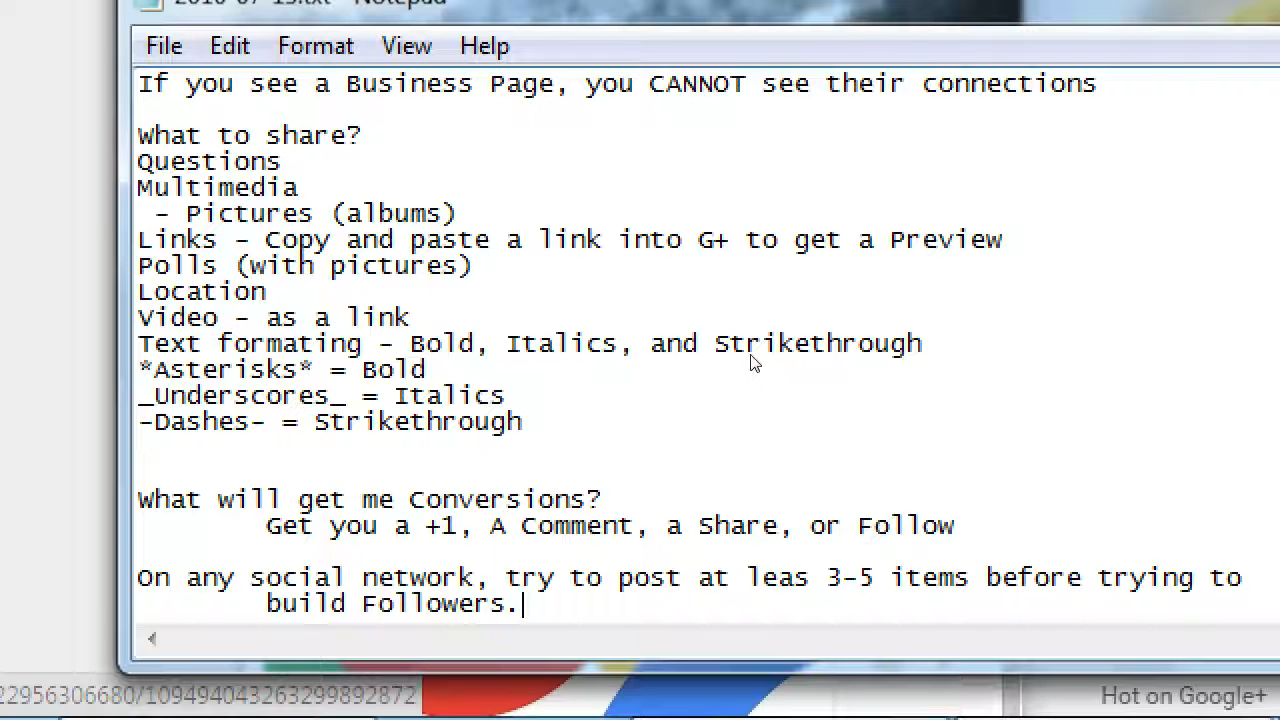 File Edit Format View Help
If you see a Business Page, you CANNOT see their connections
What to share?
Questions
Multimedia
- Pictures (albums)
Links - Copy and paste a link into G+ to get a Preview
Polls (with pictures)
Location
Video - as a link
Text formating - Bold, Italics, and Strikethrough
*Asterisks* = Bold
_Underscores_ = Italics
-Dashes- = Strikethrough
What will get me Conversions?
Get you a +1, A Comment, a Share, or Follow
On any social network, try to post at leas 3-5 items before trying to
build Followers.
22956306680/109494043263299892872
Hot on Google+